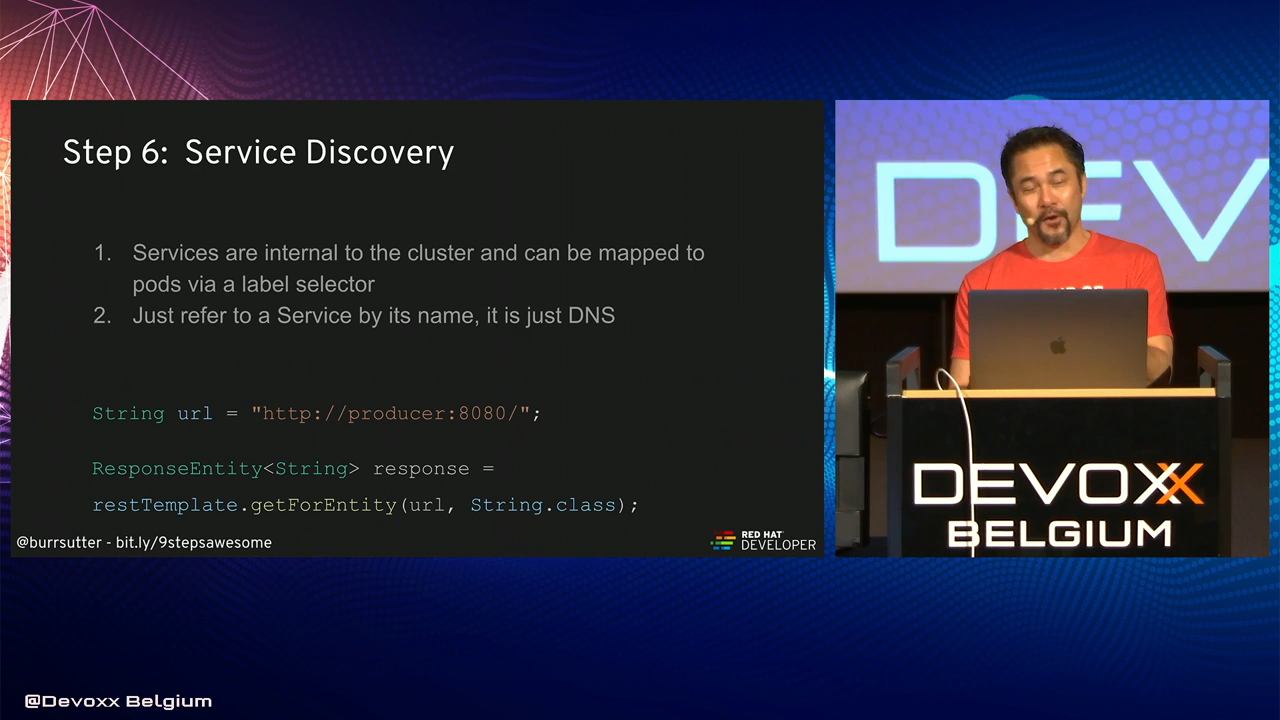 Step 6: Service Discovery
1. Services are internal to the cluster and can be mapped to
pods via a label selector
2. Just refer to a Service by its name, it is just DNS
String url = "http://producer:8080/";
ResponseEntity<String> response =
restTemplate.getForEntity(url, String.class);
@burrsutter - bit.ly/9stepsawesome
RED HAT
DEVELOPER
DEV
DEVOXX
BELGIUM
@Devoxx Belgium